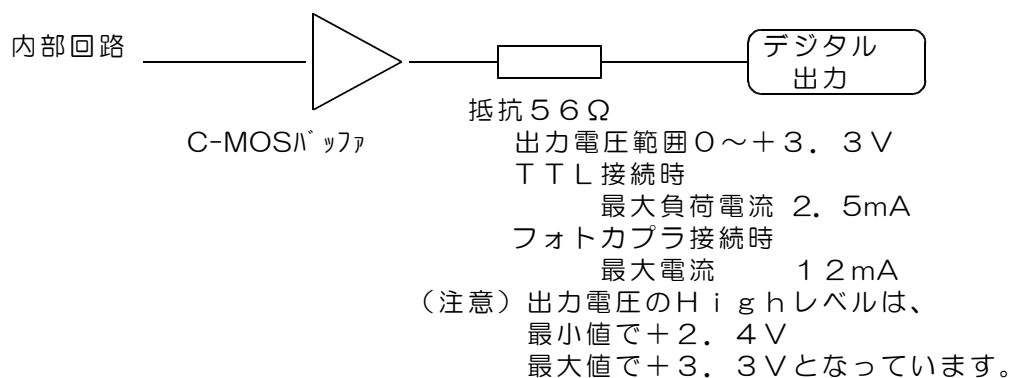 内部回路
デジタル
出力
抵抗56Ω
C-MOSバッファ
出力電圧範囲0～+3.3V
TTL接続時
最大負荷電流 2.5mA
フォトカプラ接続時
最大電流 12mA
(注意)出力電圧のHighレベルは、
最小値で+2.4V
最大値で+3.3Vとなっています。